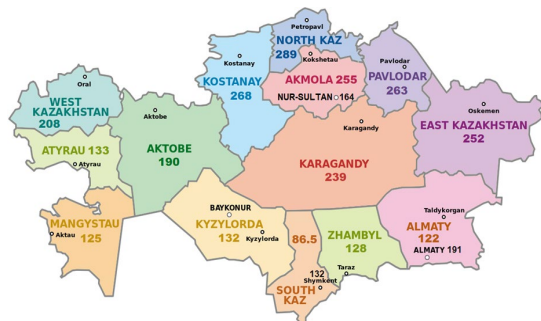 Petropavl
NORTH KAZ
289
Kokshetau
Kostanay
KOSTANAY
268
AKMOLA 255
NUR-SULTAN 164
Pavlodar
PAVLODAR
263
Oral
WEST
KAZAKHSTAN
208
Aktobe
AKTOBE
190
Karagandy
KARAGANDY
239
Oskemen
EAST KAZAKHSTAN
252
ATYRAU 133
Atyrau
MANGYSTAU
125
Aktau
BAYKONUR
KYZYLORDA
132
Kyzylorda
86.5
132
Shymkent
SOUTH
KAZ
ZHAMBYL
128
Taraz
Taldykorgan
ALMATY
122
ALMATY 191